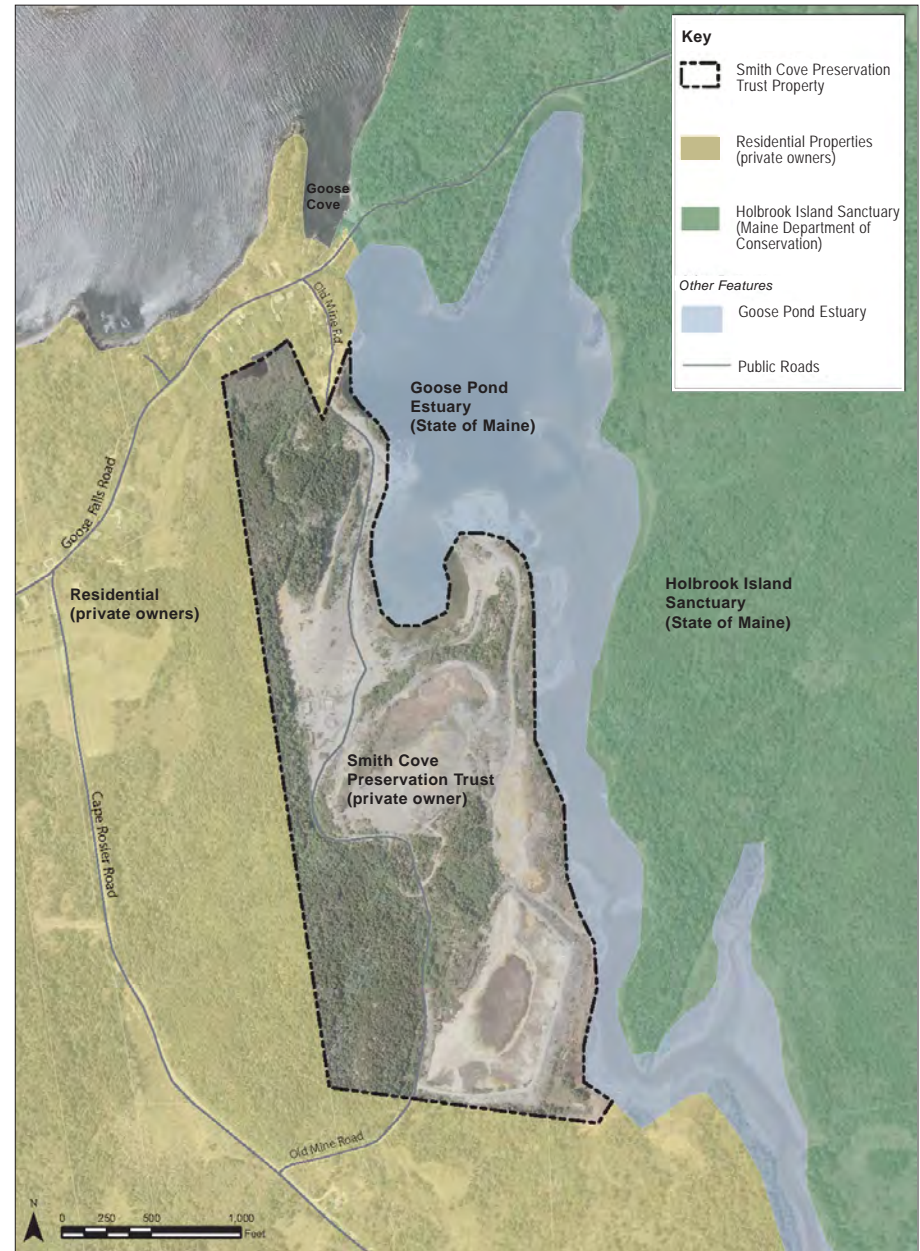 Key
Smith Cove Preservation
Trust Property
Residential Properties
(private owners)
Holbrook Island Sanctuary
(Maine Department of
Conservation)
Other Features
Goose Pond Estuary
Public Roads
Goose
Cove
Old Mine Rd
Goose Pond
Estuary
(State of Maine)
Goose Falls Road
Residential
(private owners)
Holbrook Island
Sanctuary
(State of Maine)
Smith Cove
Preservation Trust
(private owner)
Cape Rosier Road
Old Mine Road
N
0 250 500 1,000
Feet